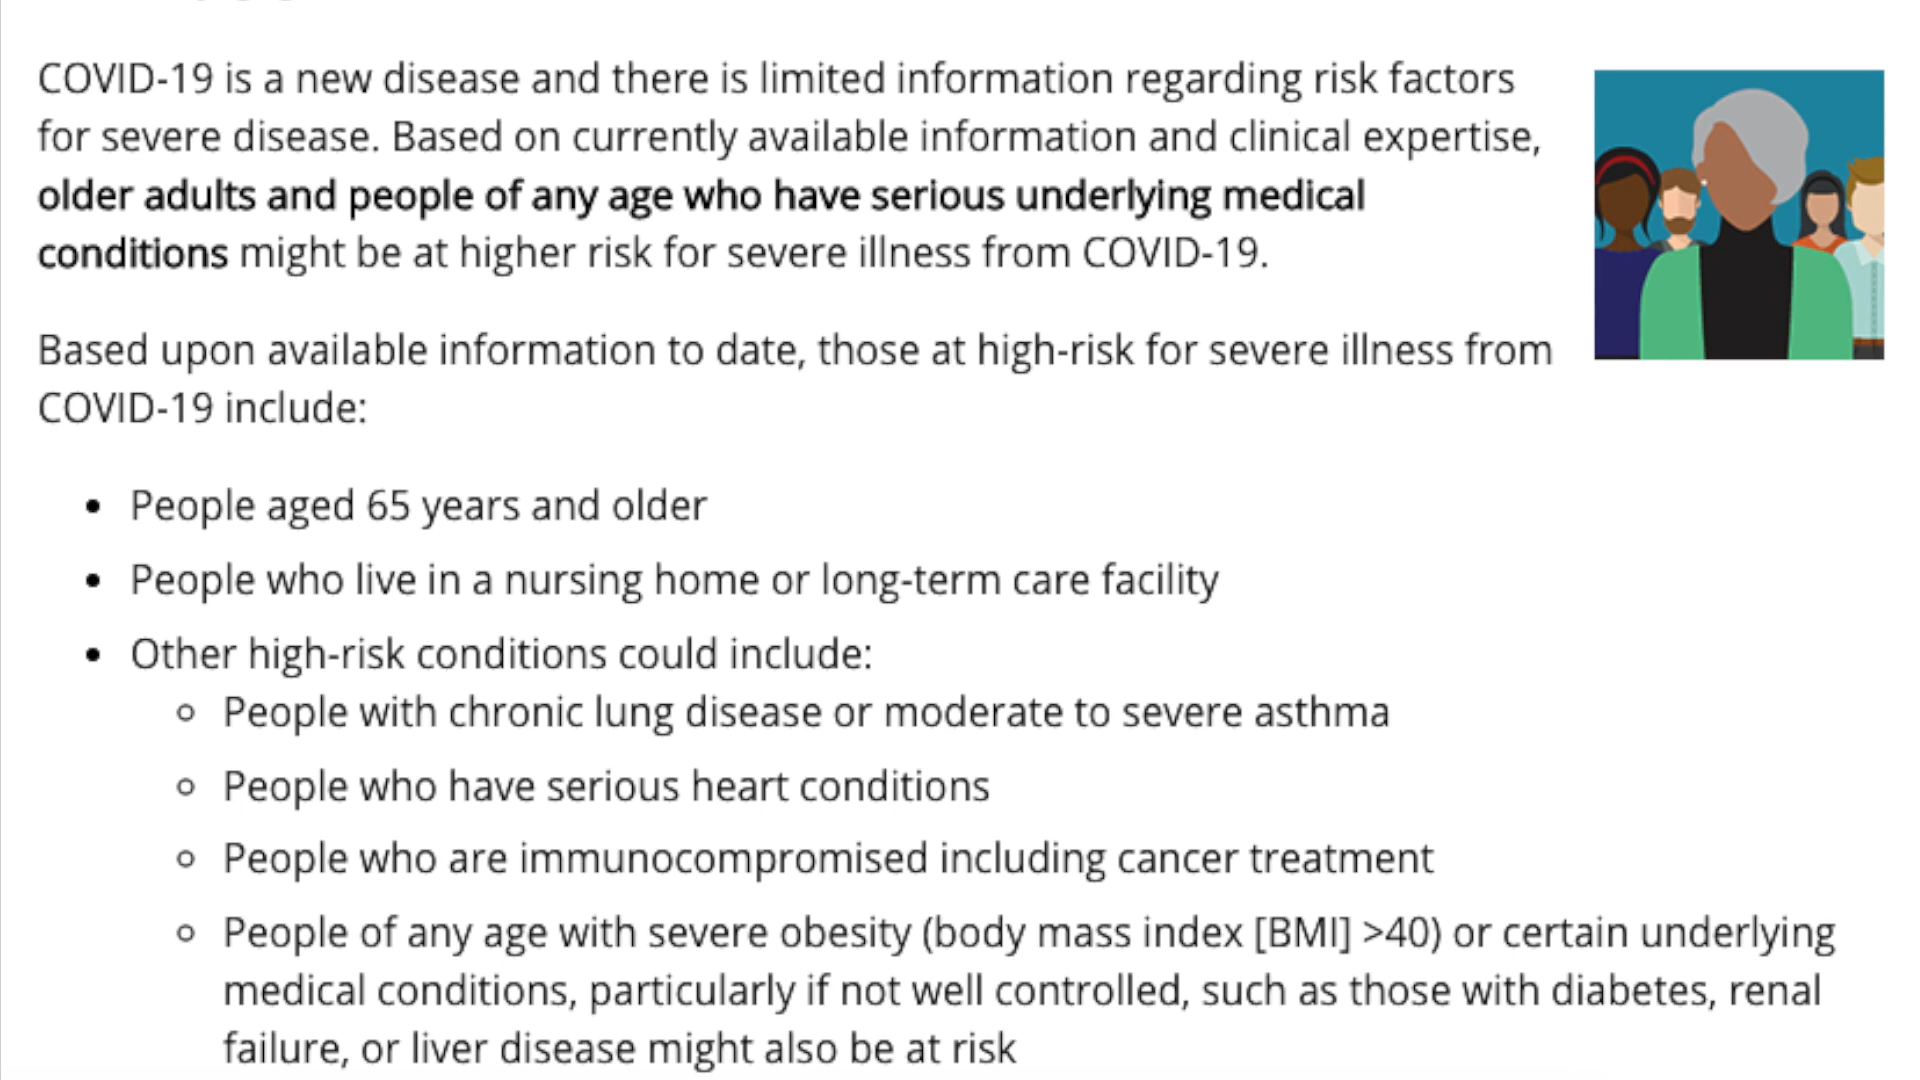 COVID-19 is a new disease and there is limited information regarding risk factors
for severe disease. Based on currently available information and clinical expertise,
older adults and people of any age who have serious underlying medical
conditions might be at higher risk for severe illness from COVID-19.
Based upon available information to date, those at high-risk for severe illness from
COVID-19 include:
• People aged 65 years and older
• People who live in a nursing home or long-term care facility
• Other high-risk conditions could include:
○ People with chronic lung disease or moderate to severe asthma
○ People who have serious heart conditions
○ People who are immunocompromised including cancer treatment
○ People of any age with severe obesity (body mass index [BMI] >40) or certain underlying
medical conditions, particularly if not well controlled, such as those with diabetes, renal
failure, or liver disease might also be at risk